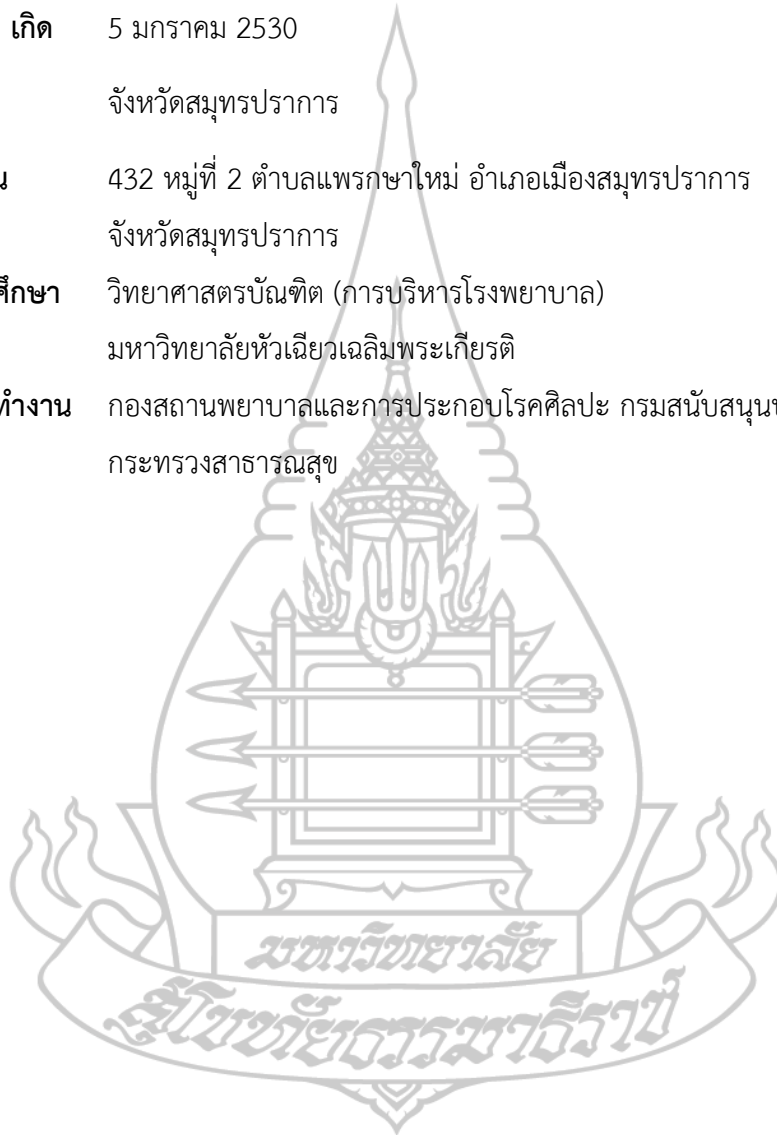 เกิด 5 มกราคม 2530
จังหวัดสมุทรปราการ
432 หมู่ที่ 2 ตำบลแพรกษาใหม่ อำเภอเมืองสมุทรปราการ
จังหวัดสมุทรปราการ
ศึกษา วิทยาศาสตรบัณฑิต (การบริหารโรงพยาบาล)
มหาวิทยาลัยหัวเฉียวเฉลิมพระเกียรติ
ทำงาน กองสถานพยาบาลและการประกอบโรคศิลปะ กรมสนับสนุน
กระทรวงสาธารณสุข
มหาวิทยาลัย
สุโขทัยธรรมาธิราช